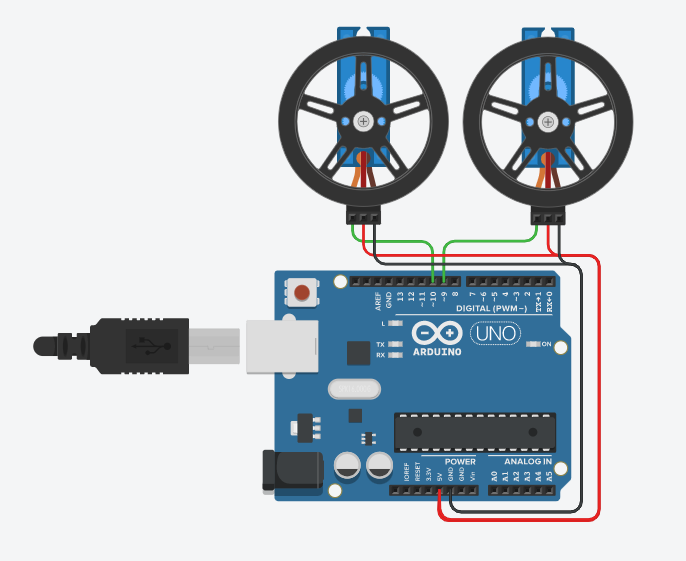 AREF
GND
13
12
~11
~10
~9
8
7
~6
~5
4
~3
2
TX→1
RX←0
DIGITAL (PWM~)
L
TX
RX
UNO
ON
ARDUINO
POWER
ANALOG IN
IOREF
RESET
3.3V
5V
GND
GND
Vin
A0
A1
A2
A3
A4
A5